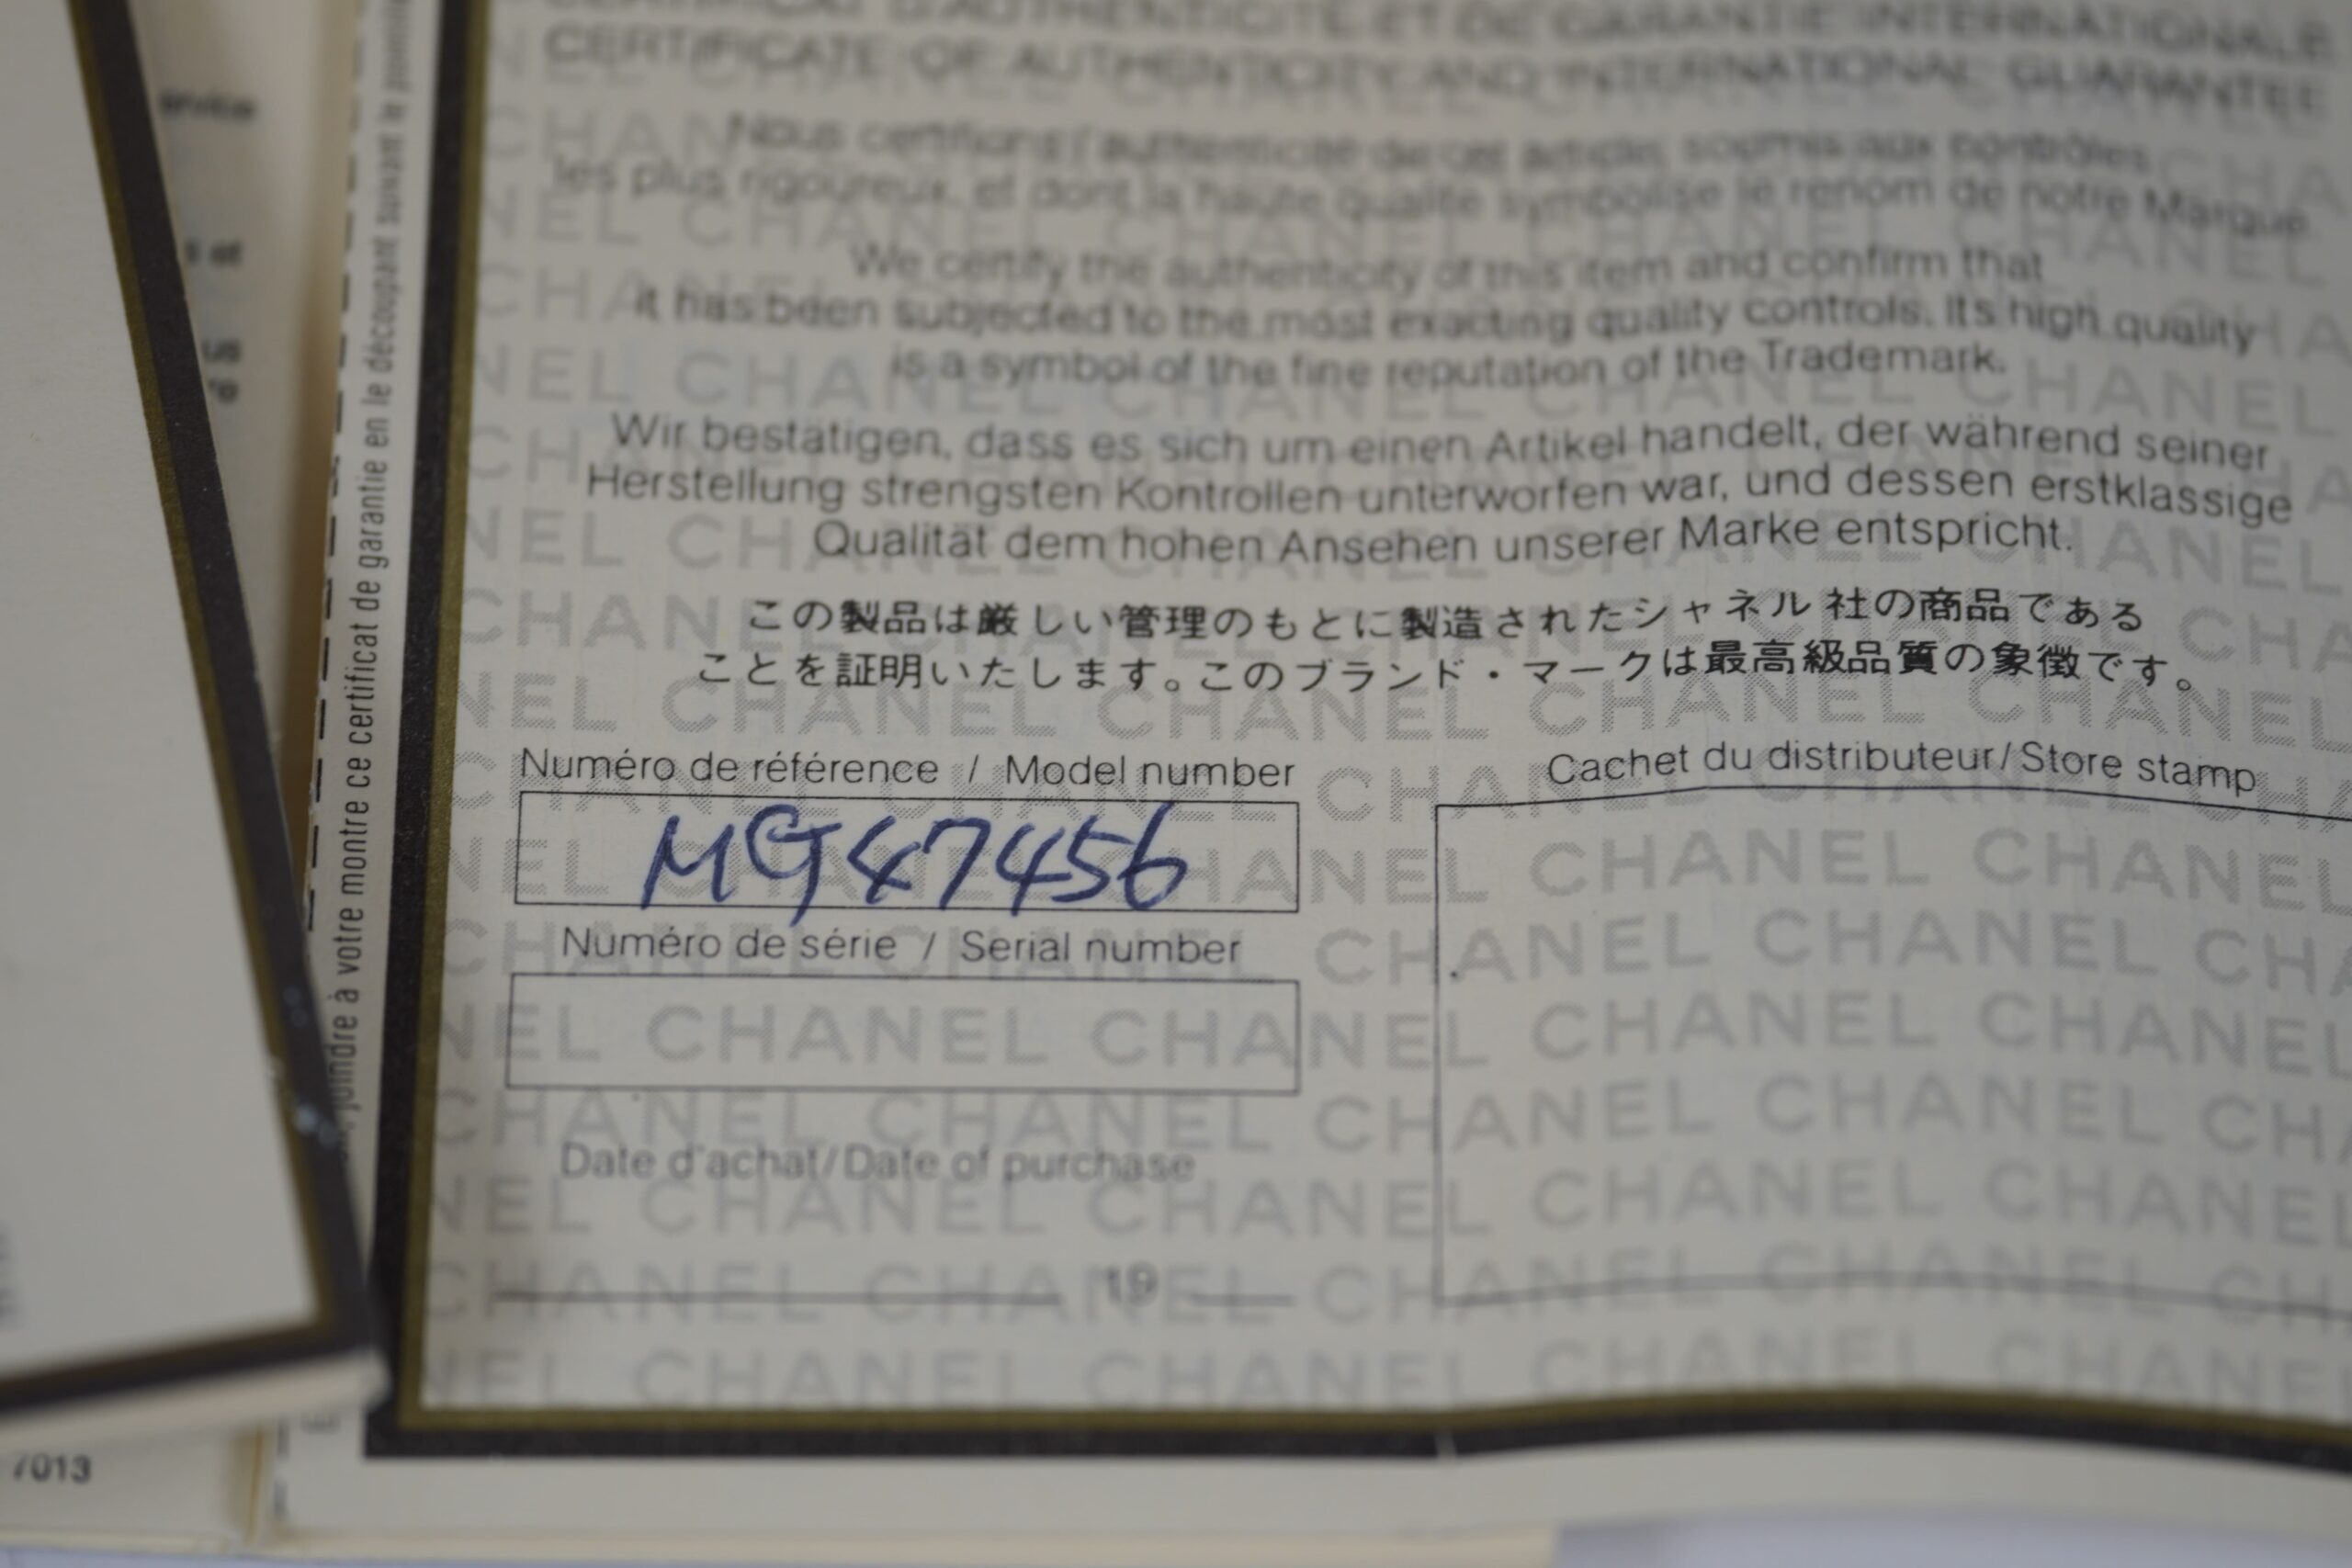 CERTIFICAT D'AUTHENTICITÉ ET DE GARANTIE INTERNATIONALE
CERTIFICATE OF AUTHENTICITY AND INTERNATIONAL GUARANTEE
Nous certifions l'authenticité de cet article, soumis aux contrôles
les plus rigoureux, et dont la haute qualité symbolise le renom de notre Marque.
We certify the authenticity of this item and confirm that
it has been subjected to the most exacting quality controls. Its high quality
is a symbol of the fine reputation of the Trademark.
Wir bestätigen, dass es sich um einen Artikel handelt, der während seiner
Herstellung strengsten Kontrollen unterworfen war, und dessen erstklassige
Qualität dem hohen Ansehen unserer Marke entspricht.
この製品は厳しい管理のもとに製造されたシャネル社の商品である
ことを証明いたします。このブランド・マークは最高級品質の象徴です。
Numéro de référence / Model number
MG47456
Numéro de série / Serial number
Date d'achat/Date of purchase
19
Cachet du distributeur/Store stamp
joindre à votre montre ce certificat de garantie en le découpant suivant le pointillé
CHANEL
7013